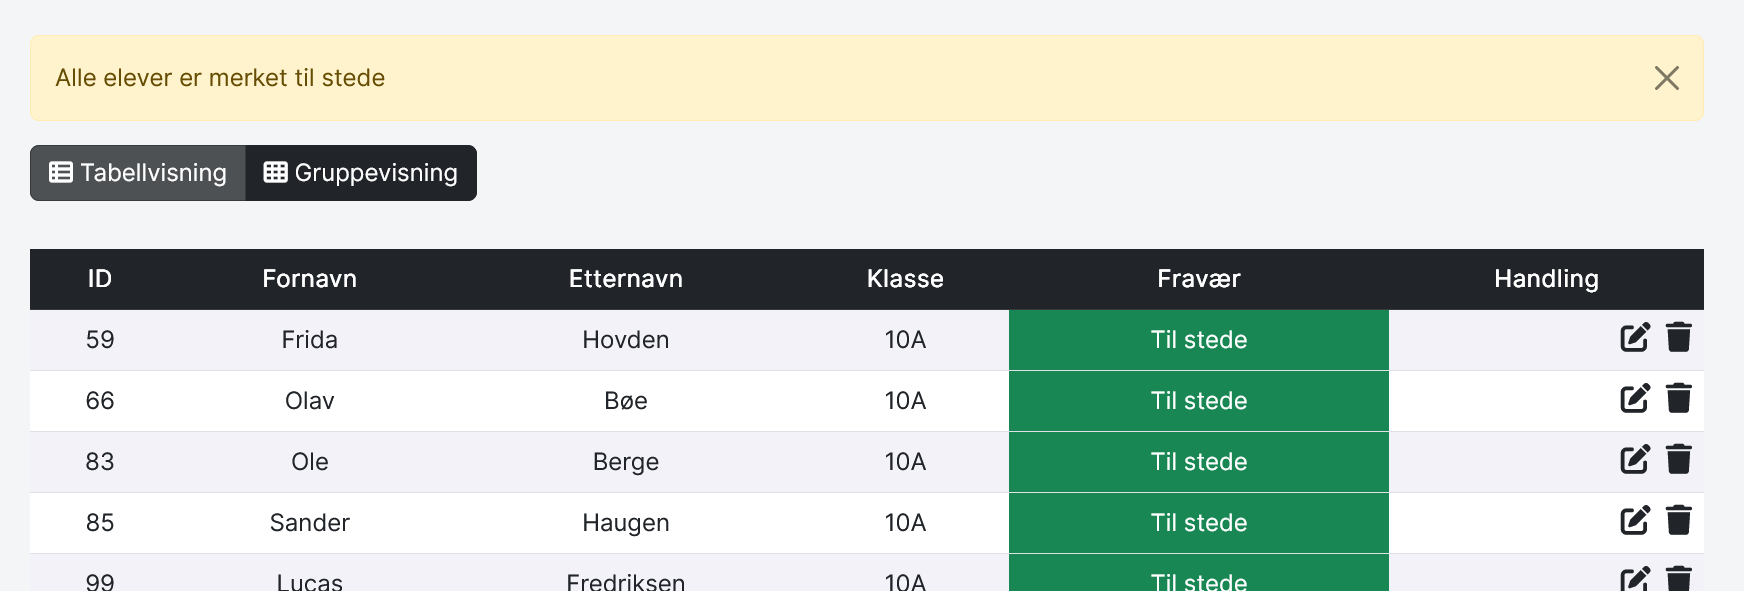 Alle elever er merket til stede
Tabellvisning Gruppevisning
ID Fornavn Etternavn Klasse Fravær Handling
59 Frida Hovden 10A Til stede
66 Olav Bøe 10A Til stede
83 Ole Berge 10A Til stede
85 Sander Haugen 10A Til stede
99 Lucas Fredriksen 10A Til stede